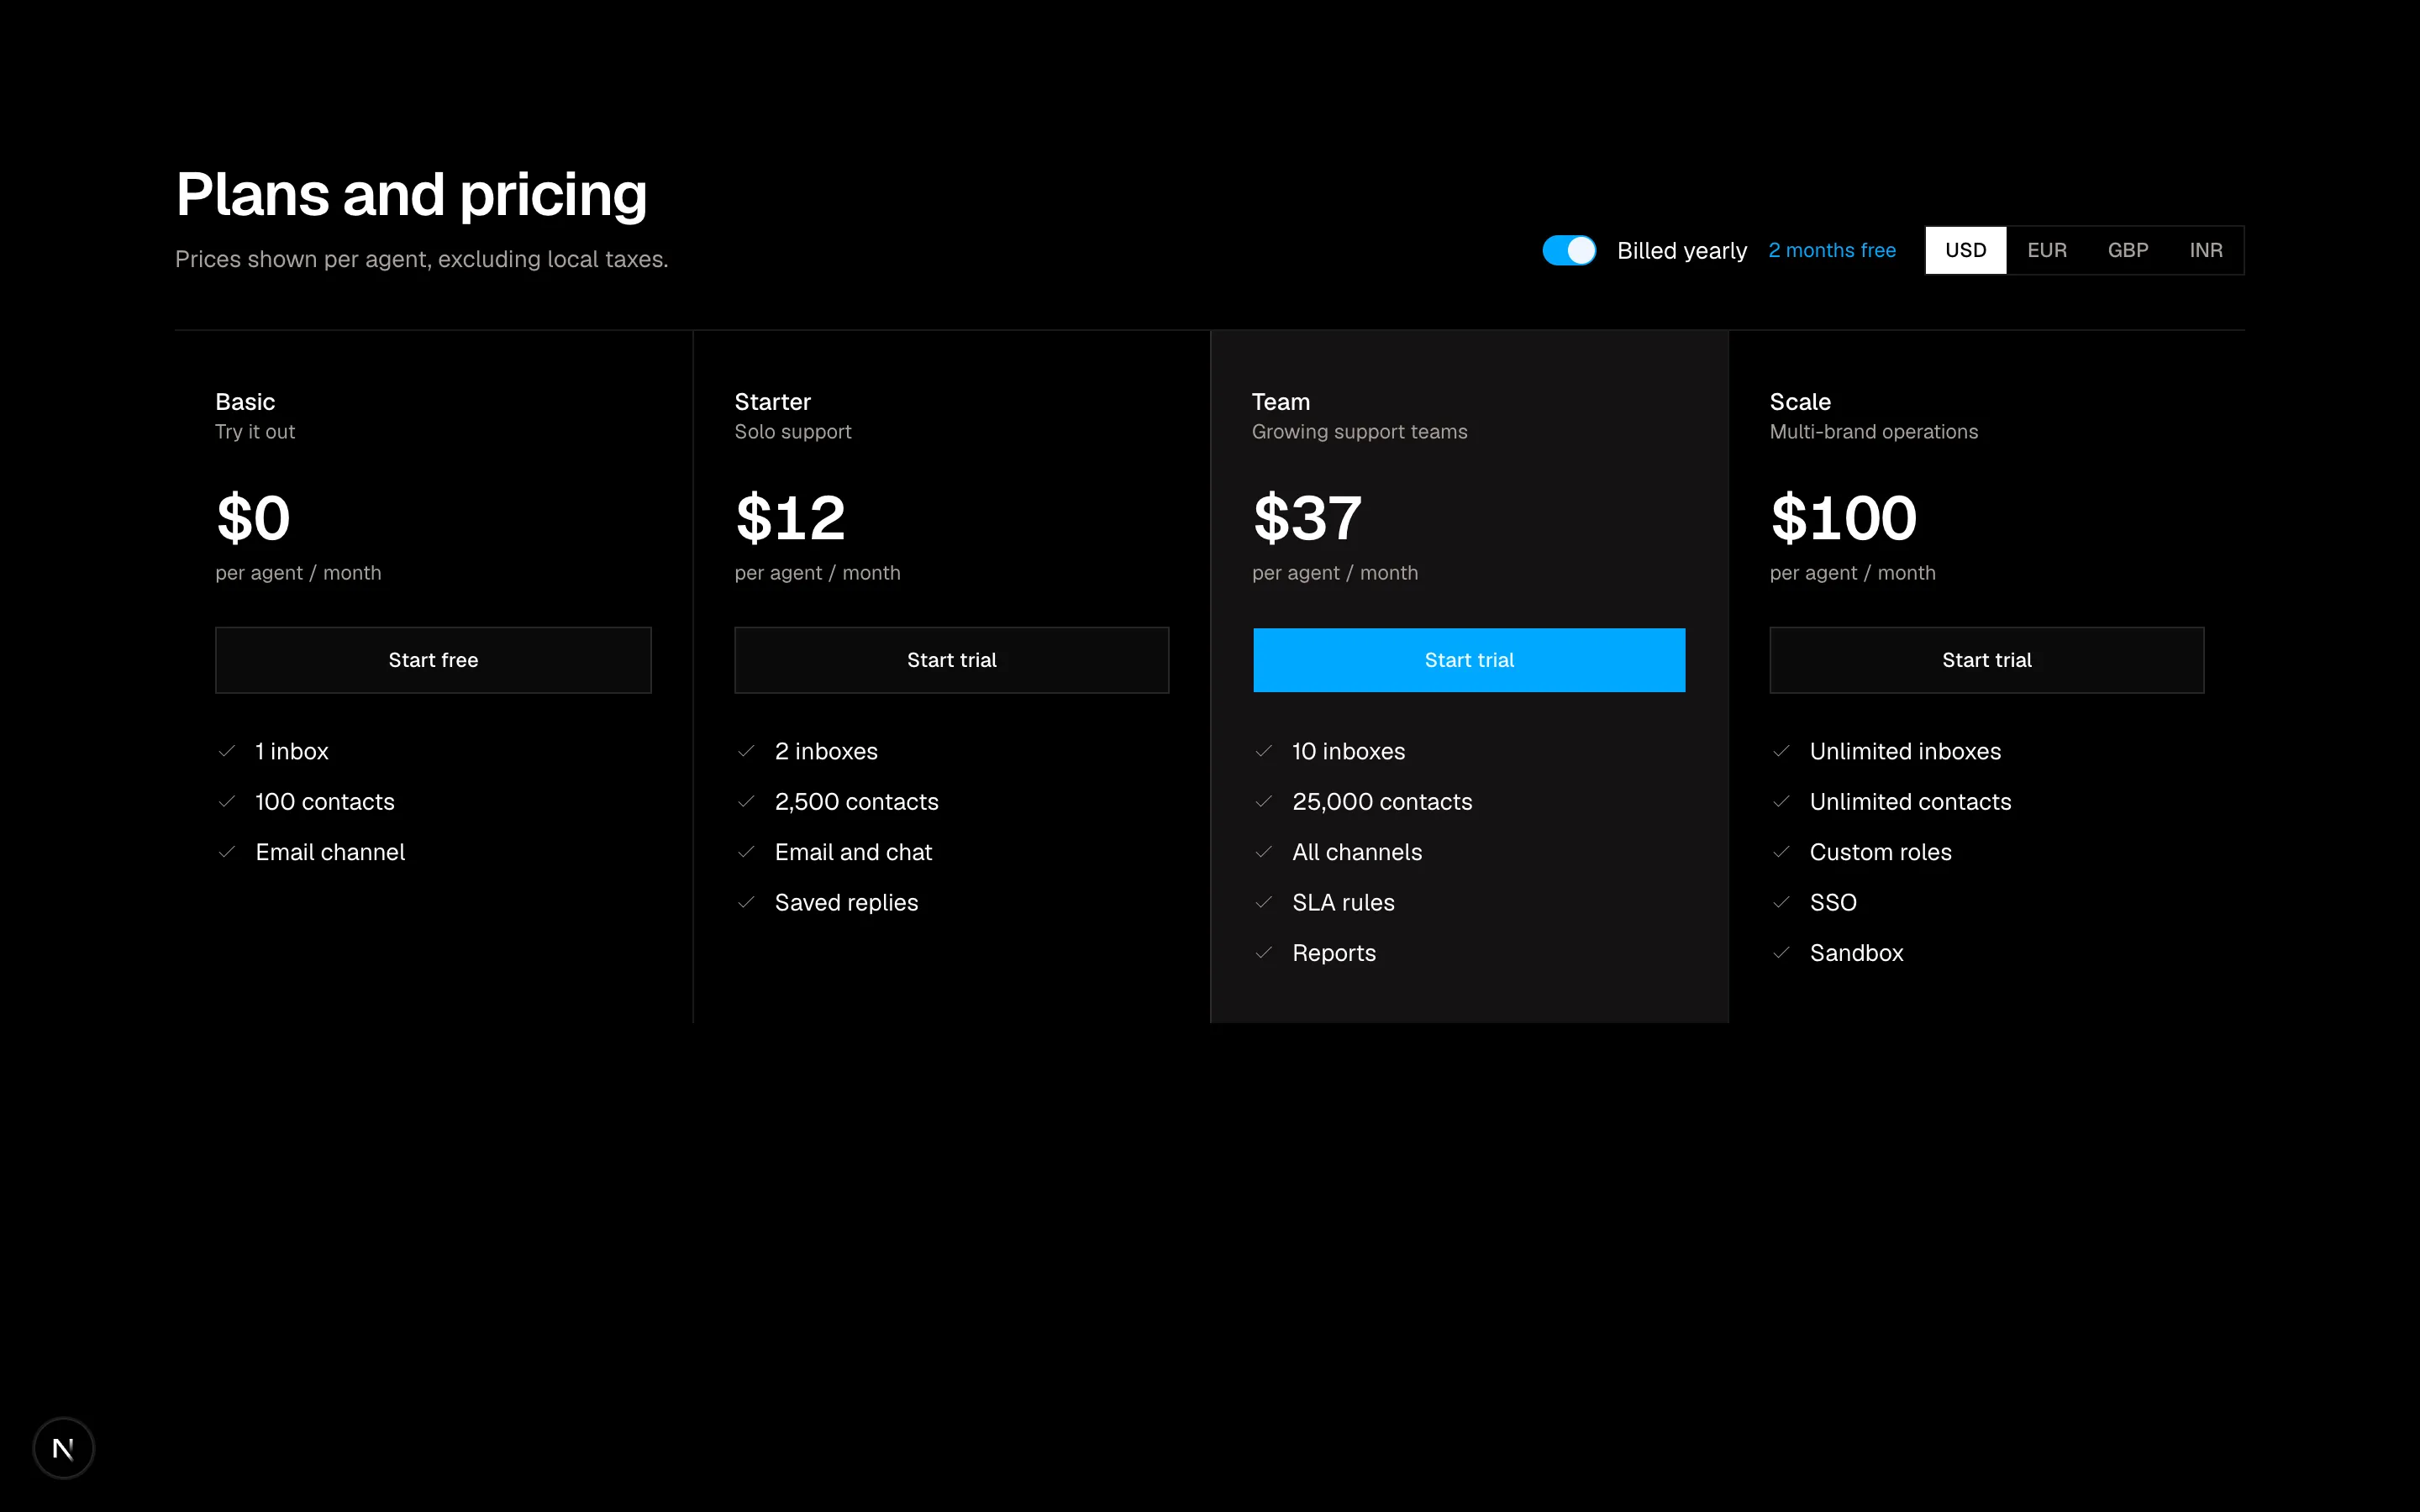 Plans and pricing
Prices shown per agent, excluding local taxes.
Billed yearly 2 months free USD EUR GBP INR
Basic
Try it out
$0
per agent / month
Start free
1 inbox
100 contacts
Email channel
Starter
Solo support
$12
per agent / month
Start trial
2 inboxes
2,500 contacts
Email and chat
Saved replies
Team
Growing support teams
$37
per agent / month
Start trial
10 inboxes
25,000 contacts
All channels
SLA rules
Reports
Scale
Multi-brand operations
$100
per agent / month
Start trial
Unlimited inboxes
Unlimited contacts
Custom roles
SSO
Sandbox
N